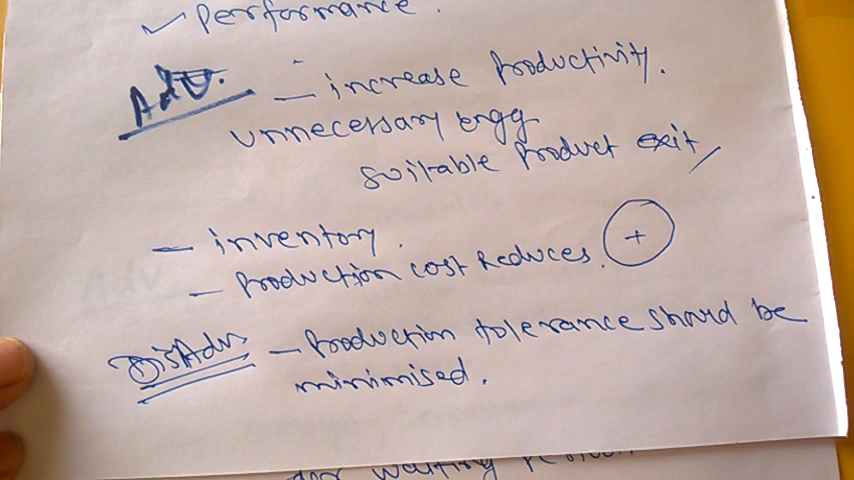 ✓ Performance.
Adv. - increase Productivity.
unnecessary engg
suitable Product exit
- inventory.
- Production cost Reduces. +
DisAdv - Production tolerance should be
minimised.
waiting